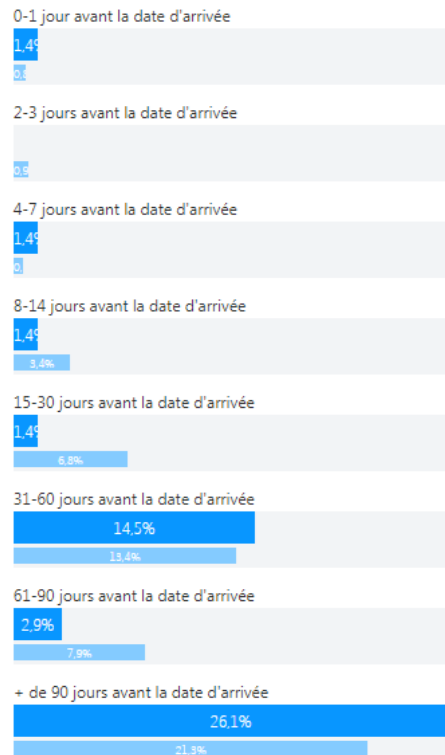 0-1 jour avant la date d'arrivée
1,4%
2-3 jours avant la date d'arrivée
0,9
4-7 jours avant la date d'arrivée
1,4%
8-14 jours avant la date d'arrivée
1,4%
3,4%
15-30 jours avant la date d'arrivée
1,4%
6,8%
31-60 jours avant la date d'arrivée
14,5%
13,4%
61-90 jours avant la date d'arrivée
2,9%
7,9%
+ de 90 jours avant la date d'arrivée
26,1%
21,3%